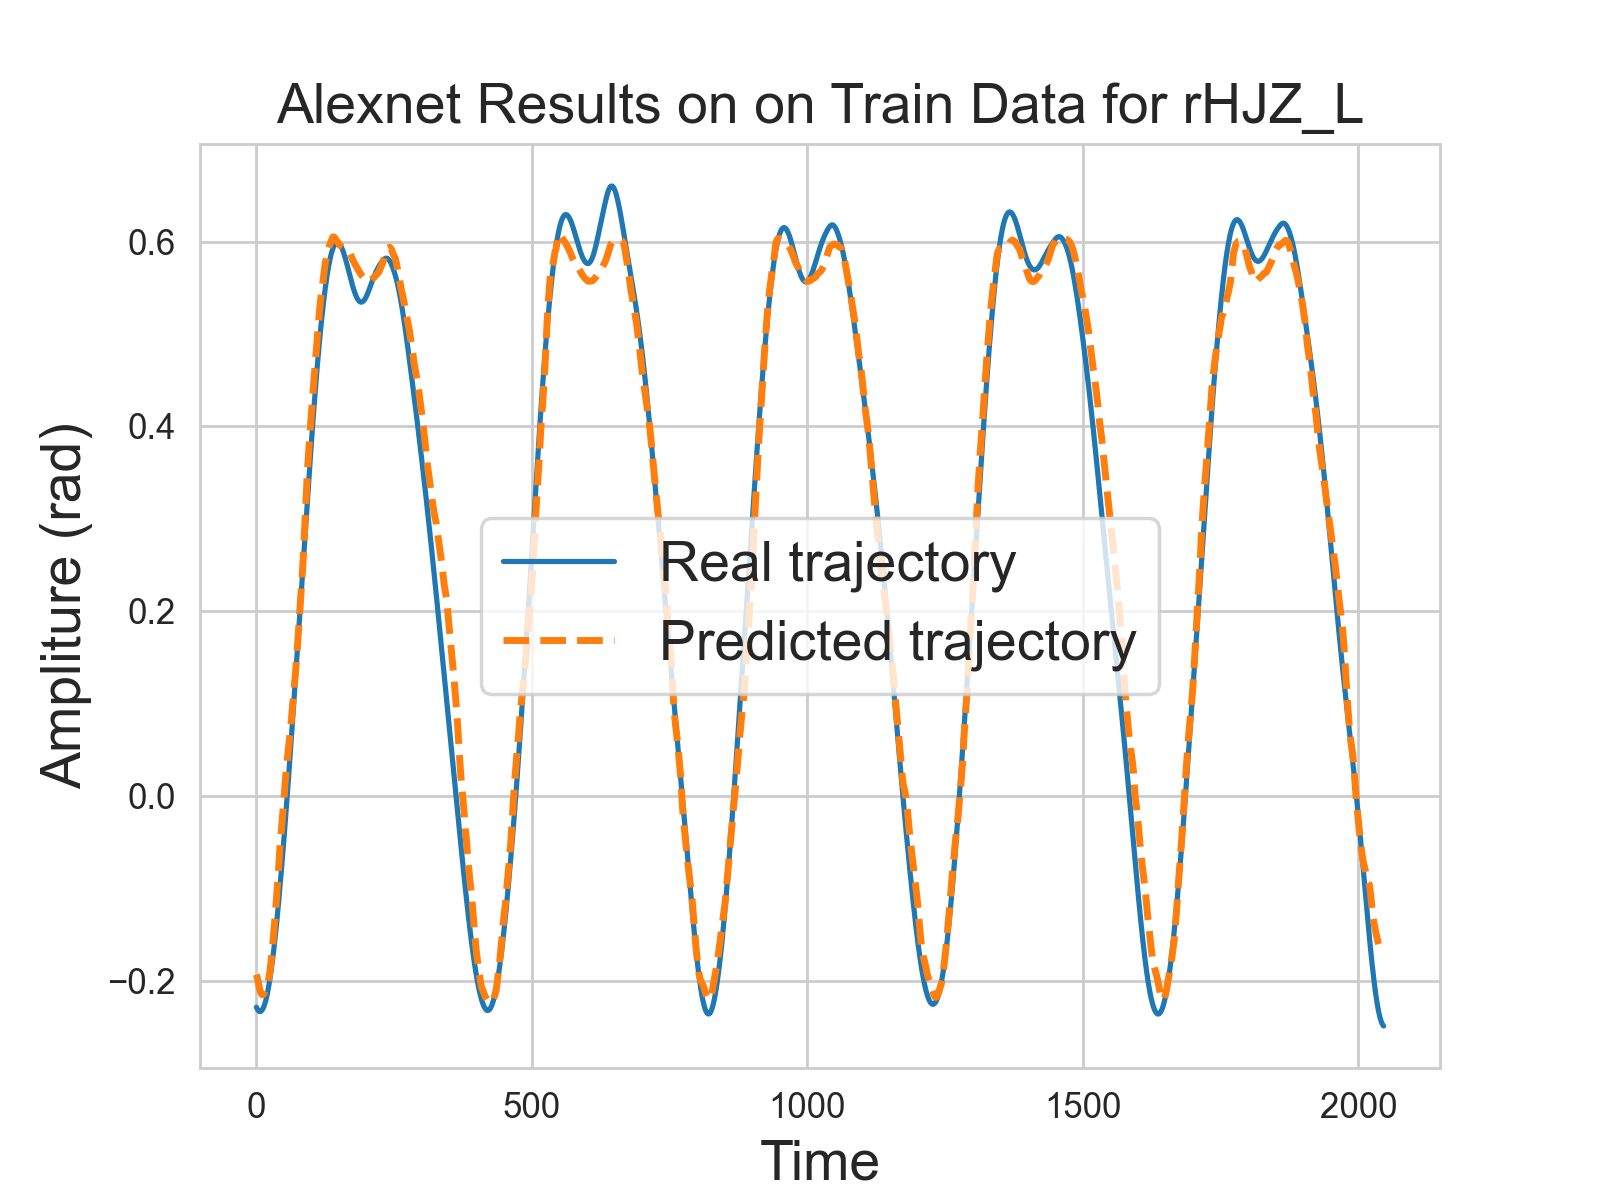 Alexnet Results on on Train Data for rHJZ_L
Ampliture (rad)
0.6
0.4
0.2
0.0
−0.2
Real trajectory
Predicted trajectory
0 500 1000 1500 2000
Time